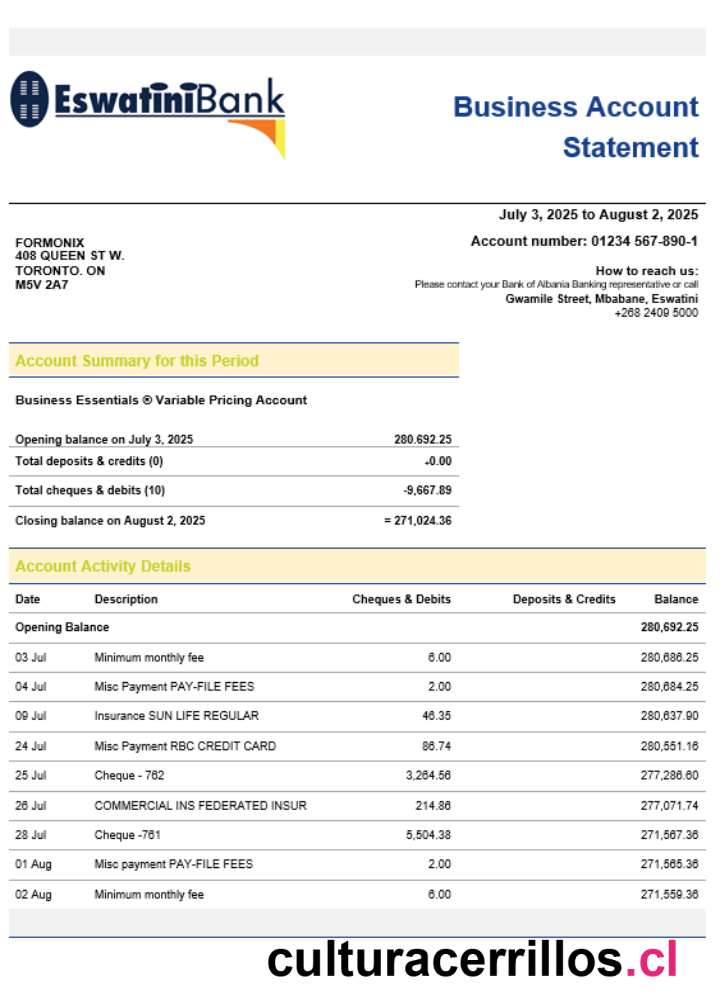 EswatiniBank
Business Account
Statement
July 3, 2025 to August 2, 2025
Account number: 01234 567-890-1
FORMONIX
408 QUEEN ST W.
TORONTO. ON
M5V 2A7
How to reach us:
Please contact your Bank of Albania Banking representative or call
Gwamile Street, Mbabane, Eswatini
+268 2409 5000
Account Summary for this Period
Business Essentials ® Variable Pricing Account
Opening balance on July 3, 2025 280.692.25
Total deposits & credits (0) -0.00
Total cheques & debits (10) -9,667.89
Closing balance on August 2, 2025 = 271,024.36
Account Activity Details
Date Description Cheques & Debits Deposits & Credits Balance
Opening Balance 280,692.25
03 Jul Minimum monthly fee 6.00 280,686.25
04 Jul Misc Payment PAY-FILE FEES 2.00 280,684.25
09 Jul Insurance SUN LIFE REGULAR 46.35 280,637.90
24 Jul Misc Payment RBC CREDIT CARD 86.74 280,551.16
25 Jul Cheque - 762 3,264.56 277,286.60
26 Jul COMMERCIAL INS FEDERATED INSUR 214.86 277,071.74
28 Jul Cheque -761 5,504.38 271,567.36
01 Aug Misc payment PAY-FILE FEES 2.00 271,565.36
02 Aug Minimum monthly fee 6.00 271,559.36
culturacerrillos.cl